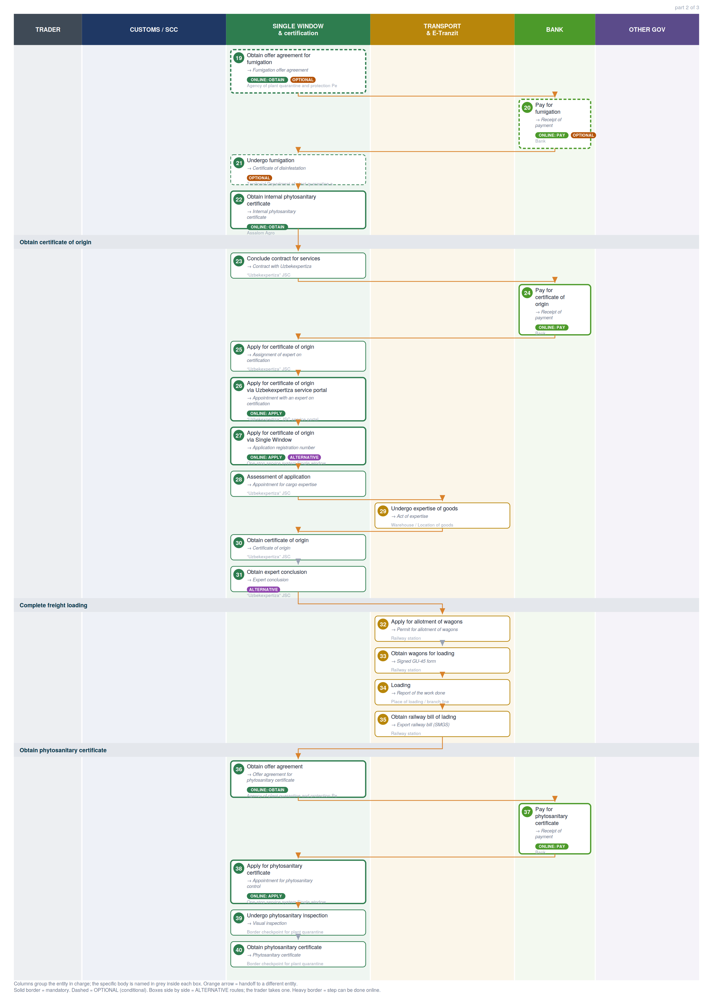 part 2 of 3
TRADER
CUSTOMS / SCC
SINGLE WINDOW
& certification
TRANSPORT
& E-Tranzit
BANK
OTHER GOV
19
Obtain offer agreement for
fumigation
→ Fumigation offer agreement
ONLINE: OBTAIN OPTIONAL
Agency of plant quarantine and protection Pe
20
Pay for
fumigation
→ Receipt of
payment
ONLINE: PAY OPTIONAL
Bank
21
Undergo fumigation
→ Certificate of disinfestation
OPTIONAL
Territorial Department of plant quarantine a
22
Obtain internal phytosanitary
certificate
→ Internal phytosanitary
certificate
ONLINE: OBTAIN
Assalom Agro
Obtain certificate of origin
23
Conclude contract for services
→ Contract with Uzbekexpertiza
"Uzbekexpertiza" JSC
24
Pay for
certificate of
origin
→ Receipt of
payment
ONLINE: PAY
Bank
25
Apply for certificate of origin
→ Assignment of expert on
certification
"Uzbekexpertiza" JSC
26
Apply for certificate of origin
via Uzbekexpertiza service portal
→ Appointment with an expert on
certification
ONLINE: APPLY
"Uzbekexpertiza" JSC service portal
27
Apply for certificate of origin
via Single Window
→ Application registration number
ONLINE: APPLY ALTERNATIVE
One-stop service system Single window
28
Assessment of application
→ Appointment for cargo expertise
"Uzbekexpertiza" JSC
29
Undergo expertise of goods
→ Act of expertise
Warehouse / Location of goods
30
Obtain certificate of origin
→ Certificate of origin
"Uzbekexpertiza" JSC
31
Obtain expert conclusion
→ Expert conclusion
ALTERNATIVE
"Uzbekexpertiza" JSC
Complete freight loading
32
Apply for allotment of wagons
→ Permit for allotment of wagons
Railway station
33
Obtain wagons for loading
→ Signed GU-45 form
Railway station
34
Loading
→ Report of the work done
Place of loading / branch line
35
Obtain railway bill of lading
→ Export railway bill (SMGS)
Railway station
Obtain phytosanitary certificate
36
Obtain offer agreement
→ Offer agreement for
phytosanitary certificate
ONLINE: OBTAIN
Agency of plant quarantine and protection Pe
37
Pay for
phytosanitary
certificate
→ Receipt of
payment
ONLINE: PAY
Bank
38
Apply for phytosanitary
certificate
→ Appointment for phytosanitary
control
ONLINE: APPLY
One-stop service system Single window
39
Undergo phytosanitary inspection
→ Visual inspection
Border checkpoint for plant quarantine
40
Obtain phytosanitary certificate
→ Phytosanitary certificate
Border checkpoint for plant quarantine
Columns group the entity in charge; the specific body is named in grey inside each box. Orange arrow = handoff to a different entity.
Solid border = mandatory. Dashed = OPTIONAL (conditional). Boxes side by side = ALTERNATIVE routes; the trader takes one. Heavy border = step can be done online.